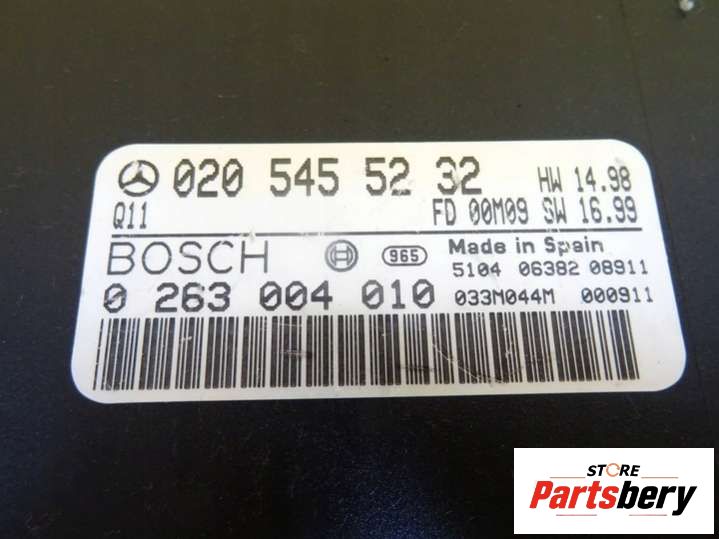 020 545 52 32 HW 14.98
Q11 FD 00M09 SW 16.99
BOSCH 965 Made in Spain
5104 06382 08911
0 263 004 010 033M044M 000911
STORE
Partsbery